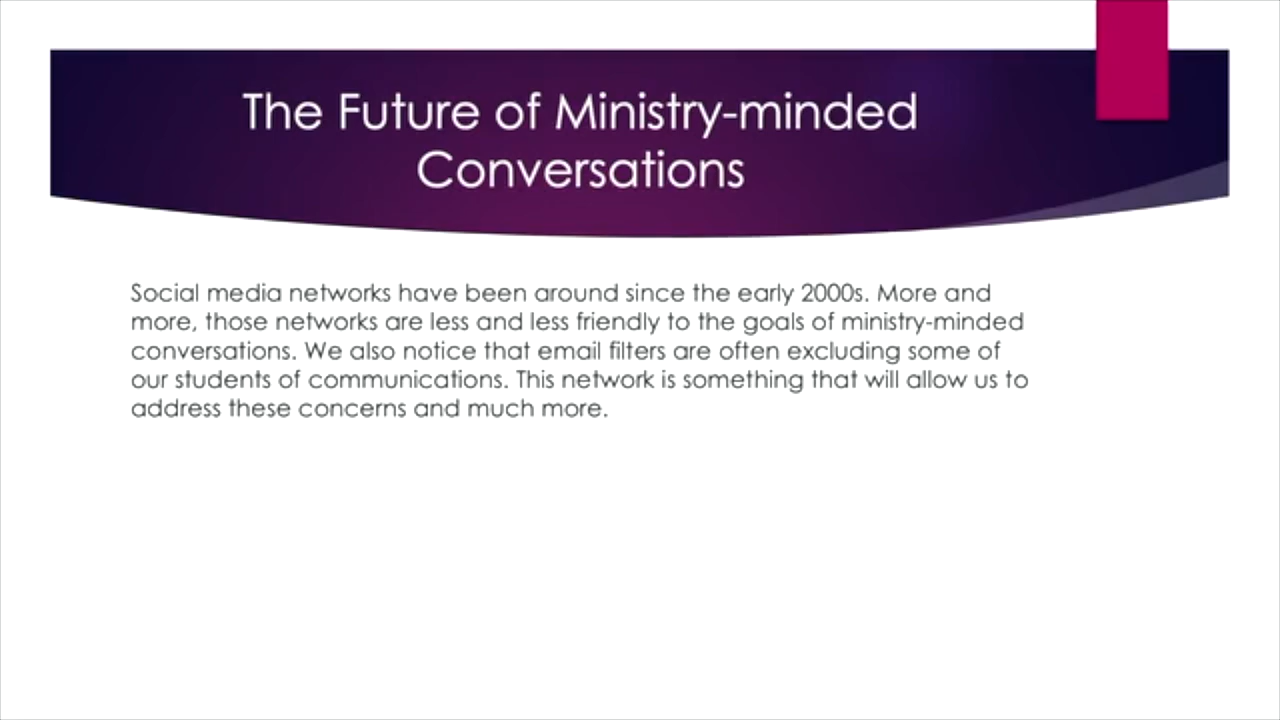 The Future of Ministry-minded
Conversations
Social media networks have been around since the early 2000s. More and
more, those networks are less and less friendly to the goals of ministry-minded
conversations. We also notice that email filters are often excluding some of
our students of communications. This network is something that will allow us to
address these concerns and much more.